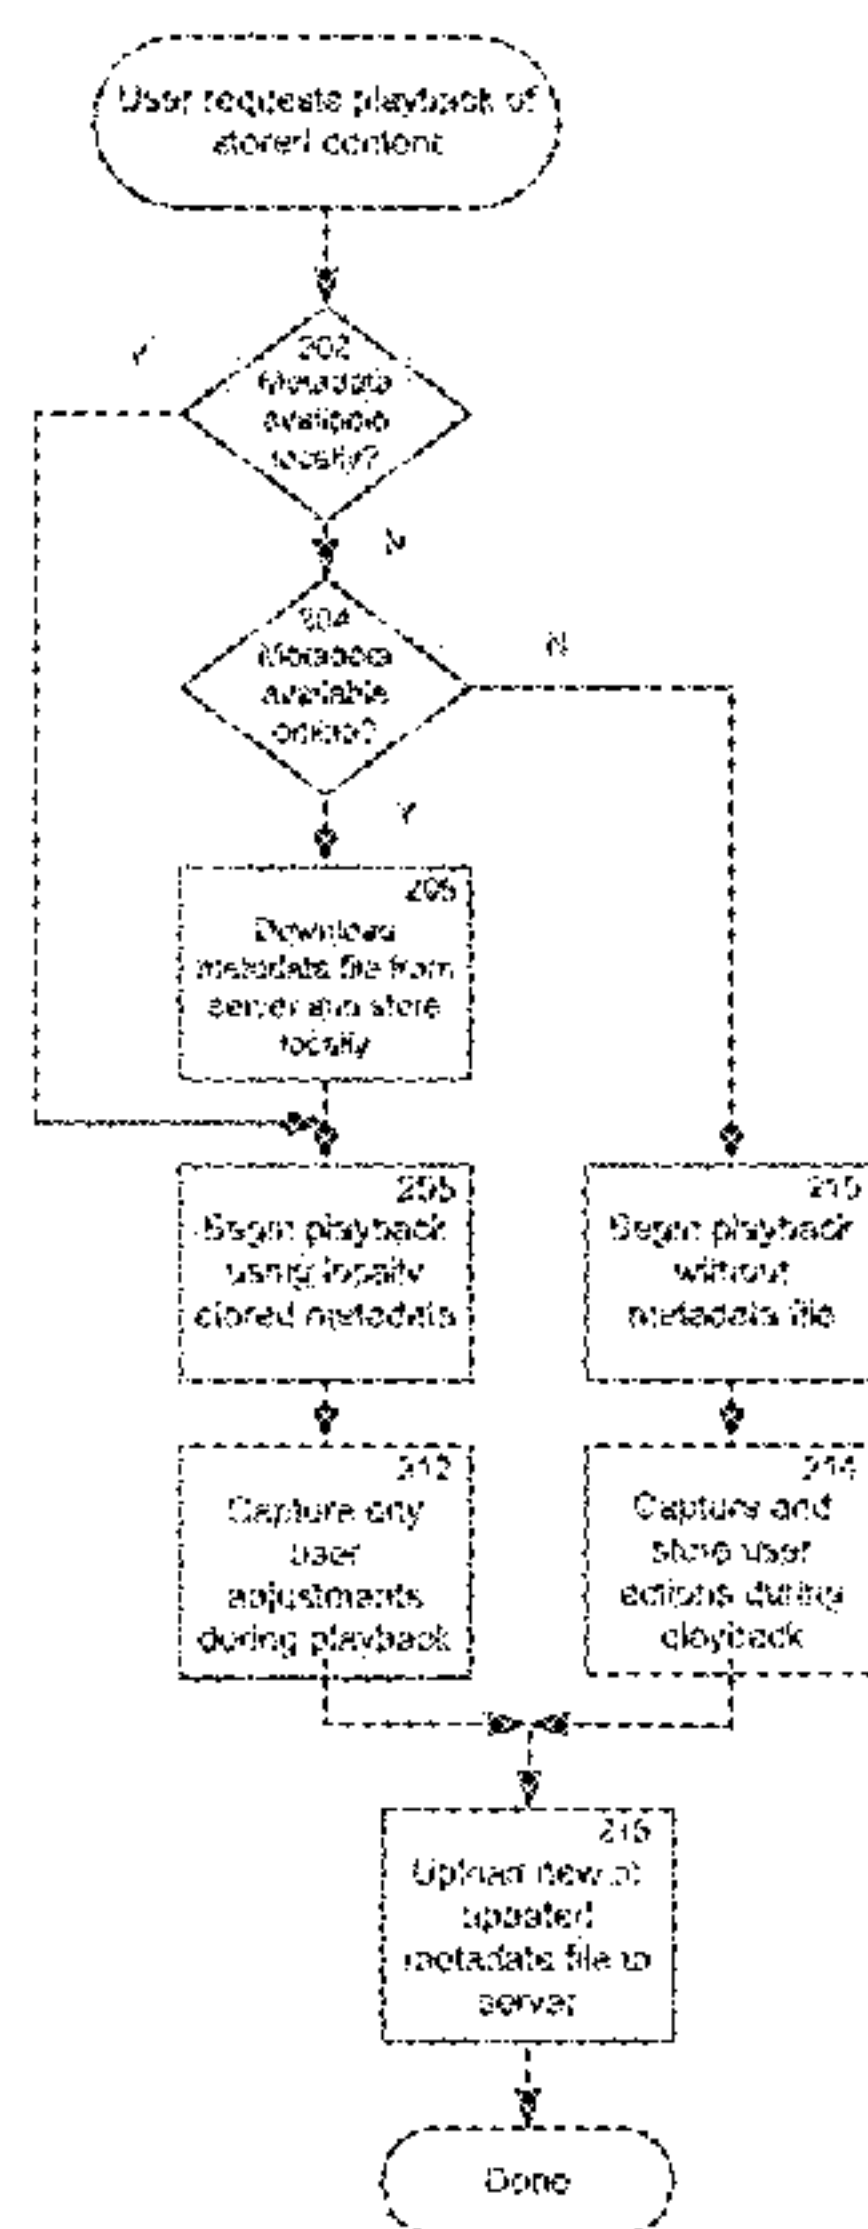 User requests playback of
stored content
Y
202
Metadata
available
locally?
N
204
Metadata
available
online?
N
Y
Download
metadata file from
server and store
locally
Begin playback
using locally
stored metadata
210
Begin playback
without
metadata file
212
Capture any
user
adjustments
during playback
214
Capture and
store user
actions during
playback
Upload new or
updated
metadata file to
server
Done